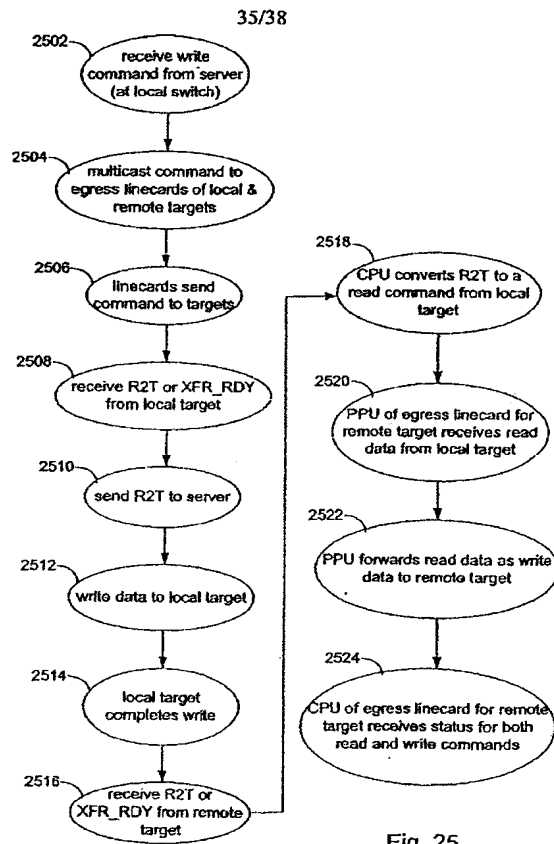 35/38
2502
receive write
command from server
(at local switch)
2504
multicast command to
egress linecards of local &
remote targets
2506
linecards send
command to targets
2508
receive R2T or XFR_RDY
from local target
2510
send R2T to server
2512
write data to local target
2514
local target
completes write
2516
receive R2T or
XFR_RDY from remote
target
2518
CPU converts R2T to a
read command from local
target
2520
PPU of egress linecard for
remote target receives read
data from local target
2522
PPU forwards read data as write
data to remote target
2524
CPU of egress linecard for remote
target receives status for both
read and write commands
Fig. 25